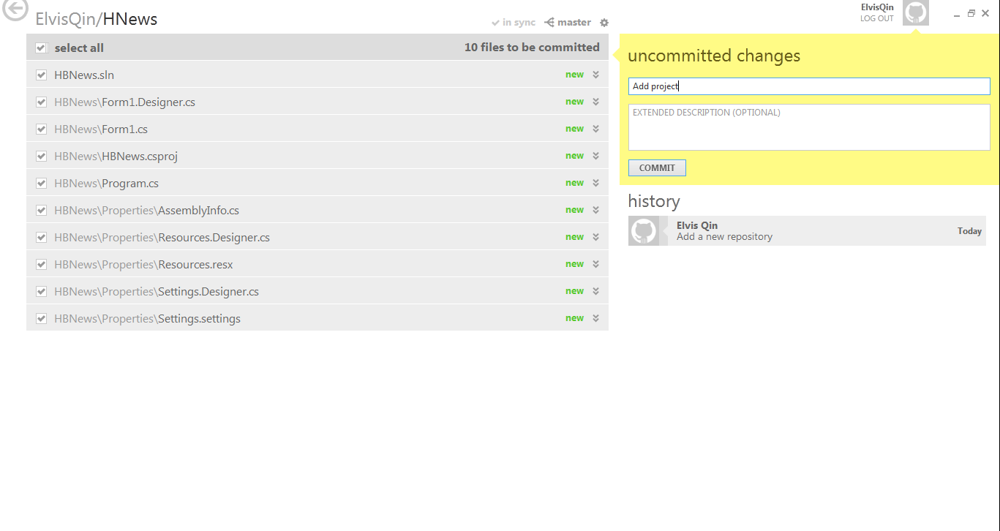 ElvisQin/HNews
in sync master
ElvisQin
LOG OUT
select all 10 files to be committed
HBNews.sln new
HBNews\Form1.Designer.cs new
HBNews\Form1.cs new
HBNews\HBNews.csproj new
HBNews\Program.cs new
HBNews\Properties\AssemblyInfo.cs new
HBNews\Properties\Resources.Designer.cs new
HBNews\Properties\Resources.resx new
HBNews\Properties\Settings.Designer.cs new
HBNews\Properties\Settings.settings new
uncommitted changes
Add project
EXTENDED DESCRIPTION (OPTIONAL)
COMMIT
history
Elvis Qin
Add a new repository
Today